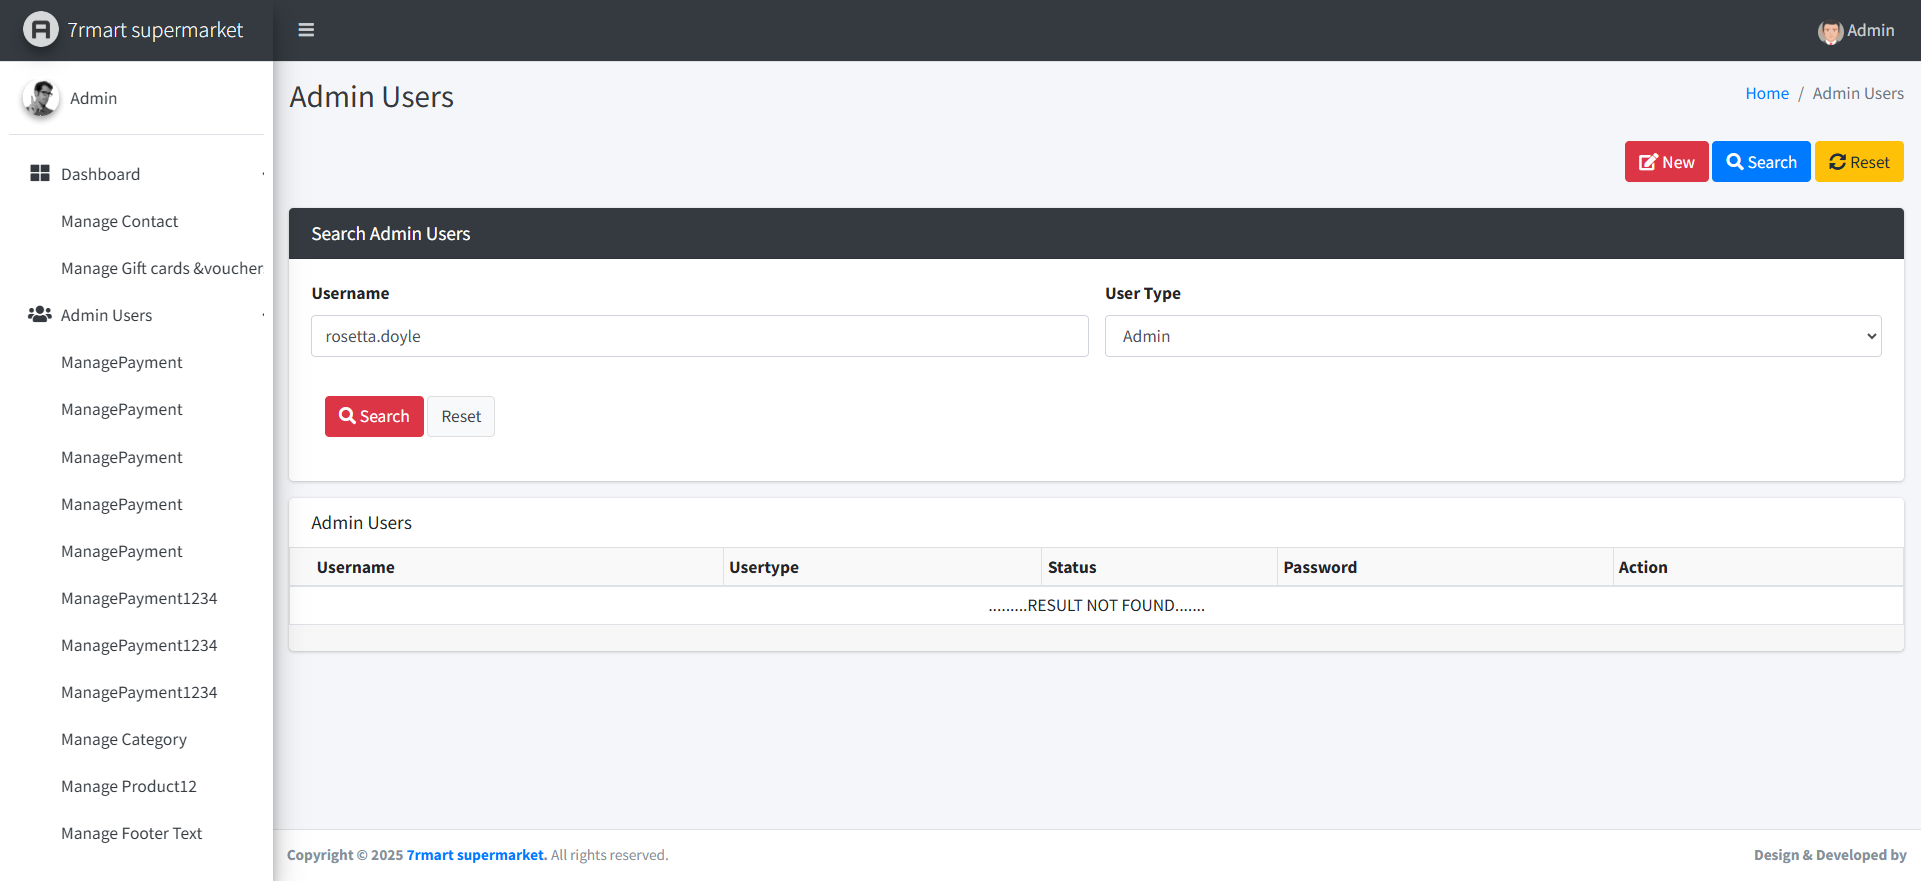 7rmart supermarket
Admin
Admin
Dashboard
Manage Contact
Manage Gift cards &voucher
Admin Users
ManagePayment
ManagePayment
ManagePayment
ManagePayment
ManagePayment
ManagePayment1234
ManagePayment1234
ManagePayment1234
Manage Category
Manage Product12
Manage Footer Text
Admin Users
Home / Admin Users
New Search Reset
Search Admin Users
Username User Type
rosetta.doyle Admin
Search Reset
Admin Users
Username Usertype Status Password Action
.........RESULT NOT FOUND.......
Copyright © 2025 7rmart supermarket. All rights reserved. Design & Developed by